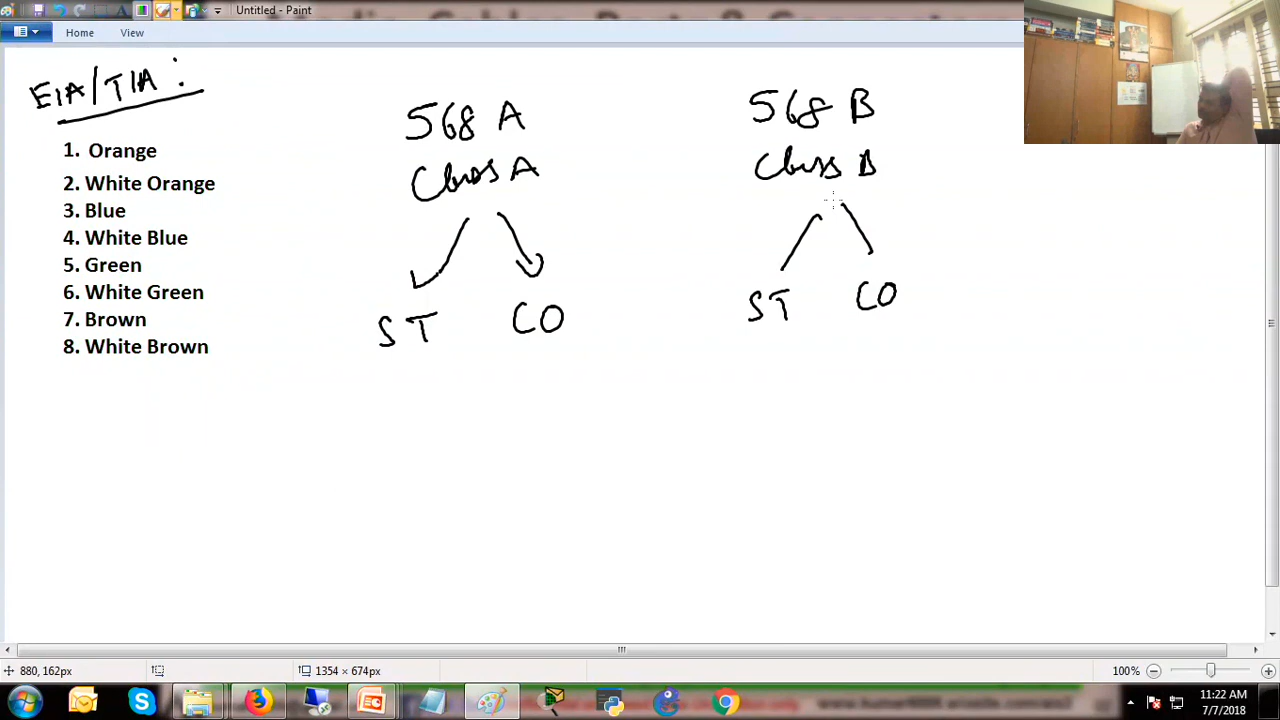 Untitled - Paint
Home View
EIA/TIA :
1. Orange
2. White Orange
3. Blue
4. White Blue
5. Green
6. White Green
7. Brown
8. White Brown
568 A
Class A
ST CO
568 B
Class B
ST CO
880, 162px
1354 × 674px
100%
11:22 AM
7/7/2018